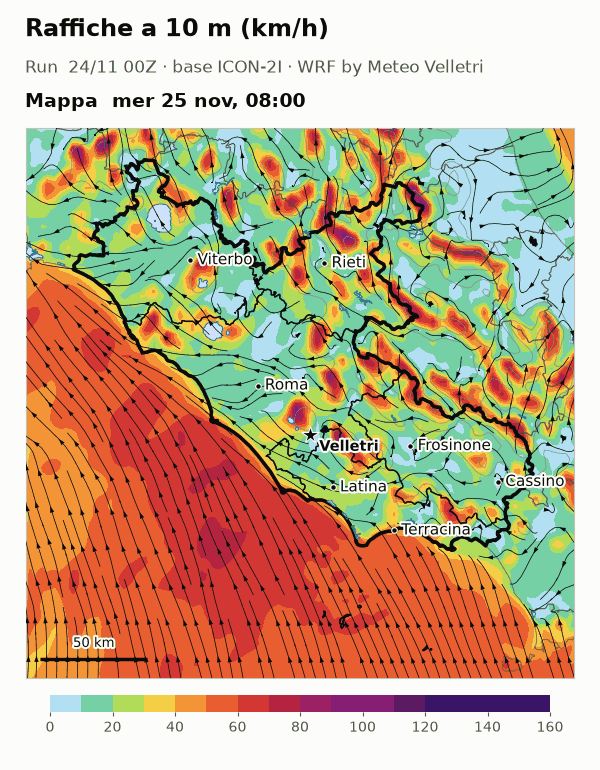 Raffiche a 10 m (km/h)
Run  24/11 00Z · base ICON-2I · WRF by Meteo Velletri
Mappa  mer 25 nov, 08:00
Viterbo
Rieti
Roma
Velletri
Frosinone
Latina
Cassino
Terracina
50 km
0 20 40 60 80 100 120 140 160